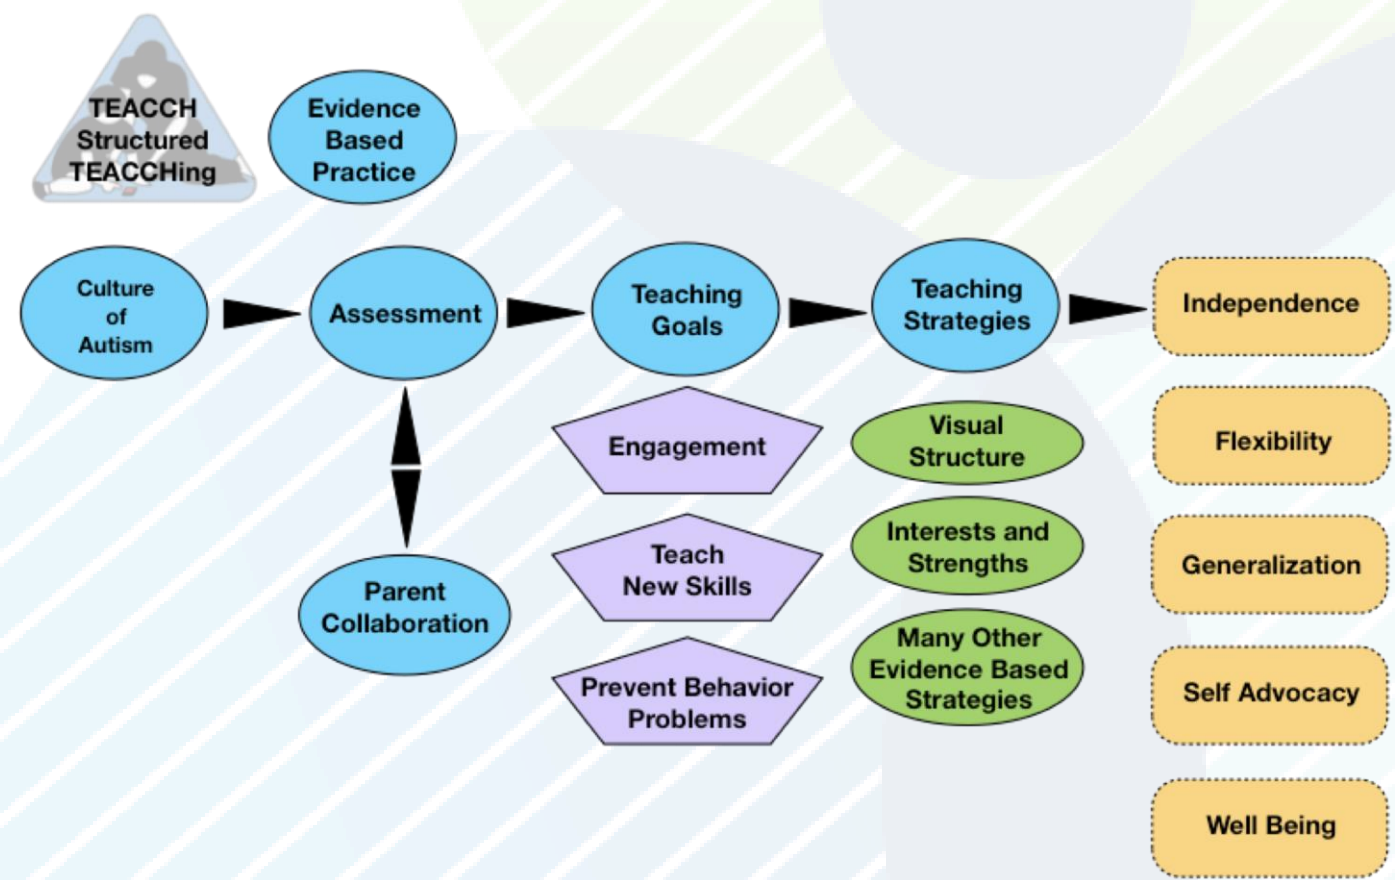 TEACCH
Structured
TEACCHing
Evidence
Based
Practice
Culture
of
Autism
Assessment
Parent
Collaboration
Teaching
Goals
Engagement
Teach
New Skills
Prevent Behavior
Problems
Teaching
Strategies
Visual
Structure
Interests and
Strengths
Many Other
Evidence Based
Strategies
Independence
Flexibility
Generalization
Self Advocacy
Well Being